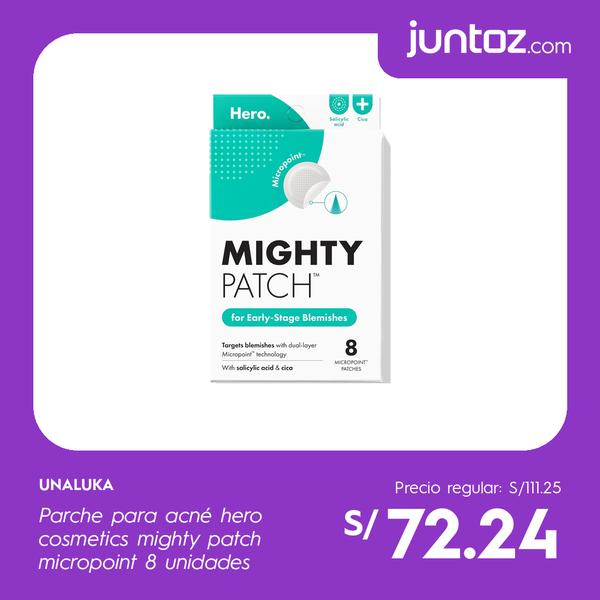 juntoz.com
Hero.
Salicylic
acid
Cica
Micropoint™
MIGHTY
PATCH™
for Early-Stage Blemishes
Targets blemishes with dual-layer
Micropoint™ technology
With salicylic acid & cica
8
MICROPOINT™
PATCHES
UNALUKA
Parche para acné hero
cosmetics mighty patch
micropoint 8 unidades
Precio regular: S/111.25
S/72.24